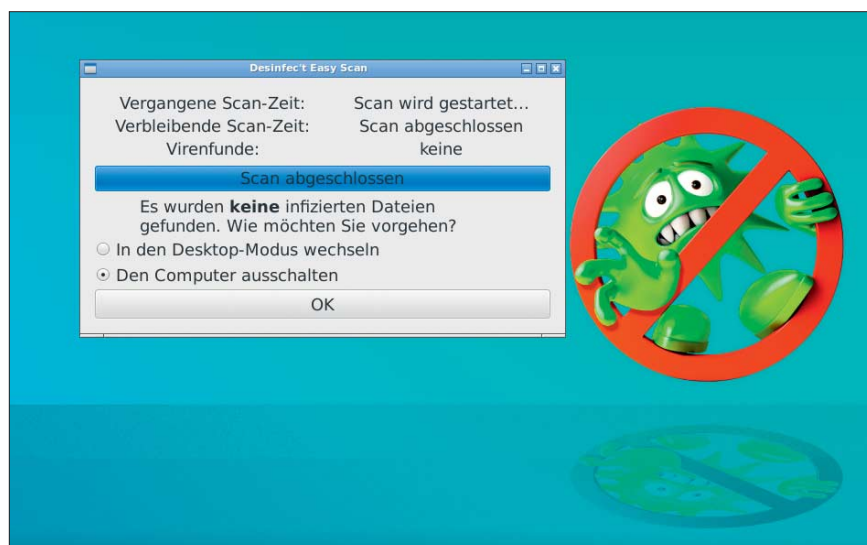 Desinfec't Easy Scan
Vergangene Scan-Zeit: Scan wird gestartet...
Verbleibende Scan-Zeit: Scan abgeschlossen
Virenfunde: keine
Scan abgeschlossen
Es wurden keine infizierten Dateien
gefunden. Wie möchten Sie vorgehen?
In den Desktop-Modus wechseln
Den Computer ausschalten
OK